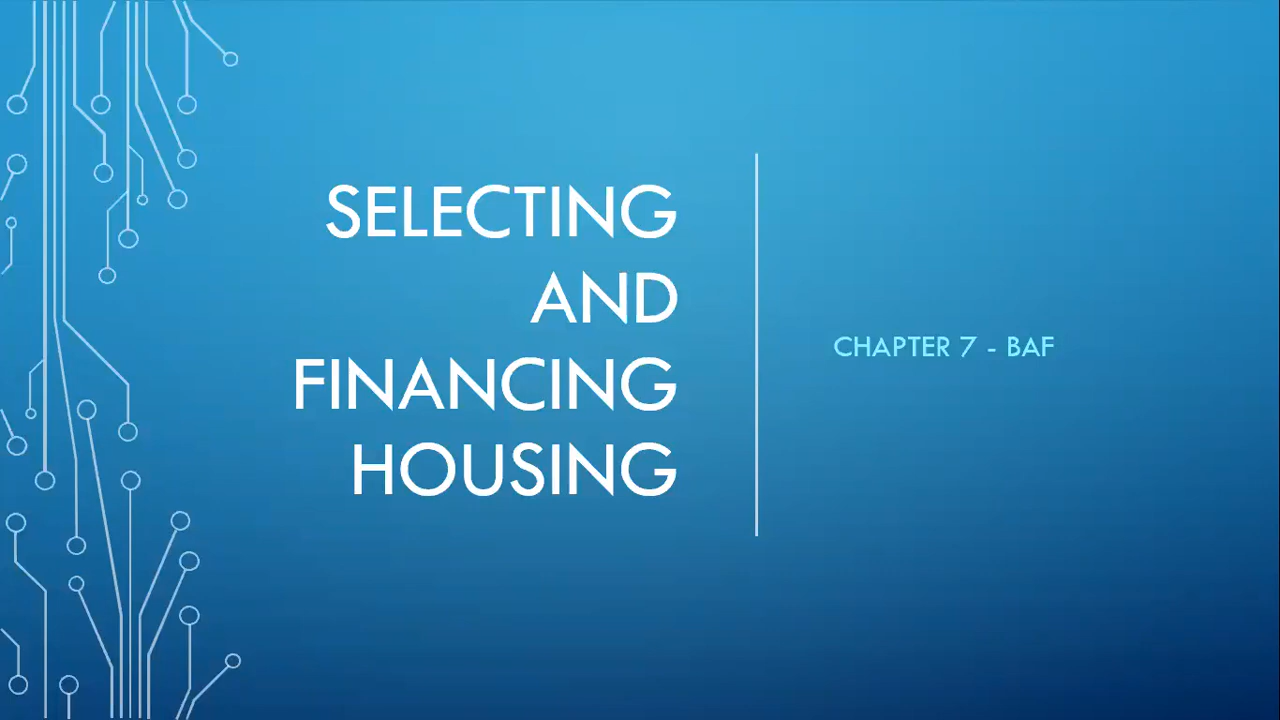 SELECTING
AND
FINANCING
HOUSING
CHAPTER 7 - BAF